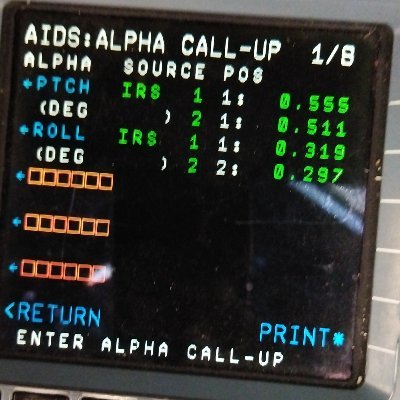 AIDS:ALPHA CALL-UP 1/8
ALPHA SOURCE POS
←PTCH IRS 1 1: 0.555
(DEG ) 2 1: 0.511
←ROLL IRS 1 1: 0.319
(DEG ) 2 2: 0.297
←□□□□□□
←□□□□□□
←□□□□□□
<RETURN PRINT*
ENTER ALPHA CALL-UP